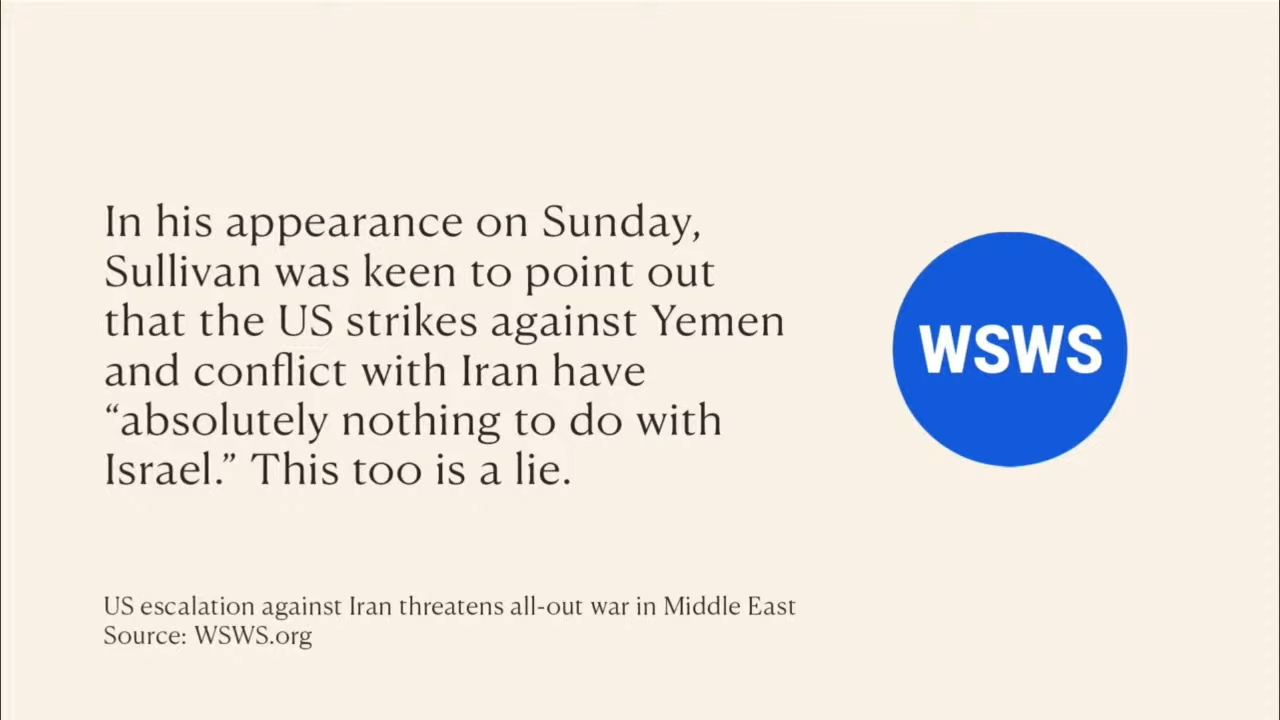 In his appearance on Sunday,
Sullivan was keen to point out
that the US strikes against Yemen
and conflict with Iran have
“absolutely nothing to do with
Israel.” This too is a lie.
WSWS
US escalation against Iran threatens all-out war in Middle East
Source: WSWS.org